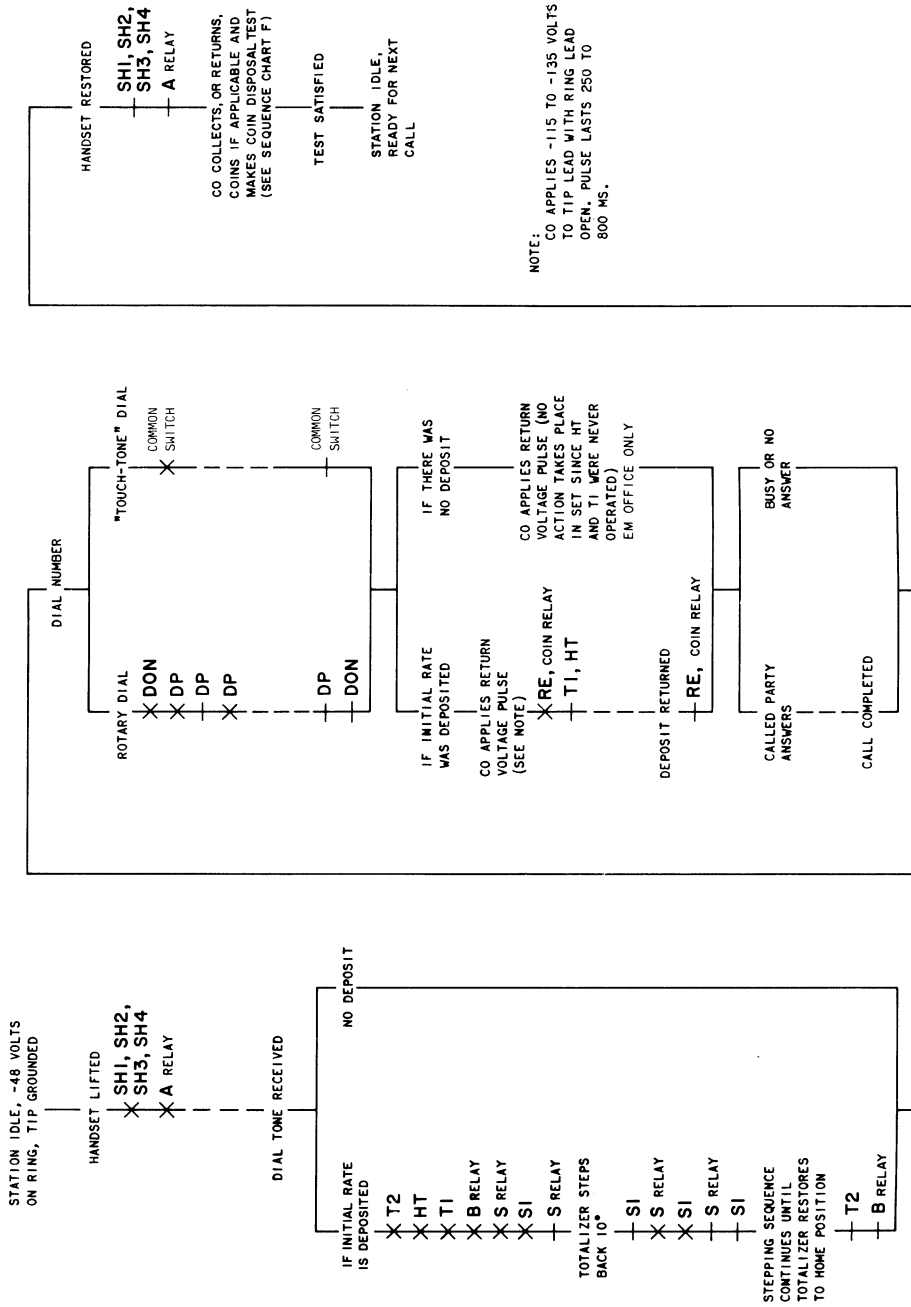 STATION IDLE, -48 VOLTS
ON RING, TIP GROUNDED
HANDSET LIFTED
SH1, SH2,
SH3, SH4
A RELAY
DIAL TONE RECEIVED
IF INITIAL RATE
IS DEPOSITED
T2
HT
T1
B RELAY
S RELAY
S1
S RELAY
TOTALIZER STEPS
BACK 10°
S1
S RELAY
S1
S RELAY
S1
STEPPING SEQUENCE
CONTINUES UNTIL
TOTALIZER RESTORES
TO HOME POSITION
T2
B RELAY
NO DEPOSIT
DIAL NUMBER
ROTARY DIAL
DON
DP
DP
DP
DP
DON
"TOUCH-TONE" DIAL
COMMON
SWITCH
COMMON
SWITCH
IF INITIAL RATE
WAS DEPOSITED
CO APPLIES RETURN
VOLTAGE PULSE
(SEE NOTE)
RE, COIN RELAY
T1, HT
DEPOSIT RETURNED
RE, COIN RELAY
IF THERE WAS
NO DEPOSIT
CO APPLIES RETURN
VOLTAGE PULSE (NO
ACTION TAKES PLACE
IN SET SINCE HT
AND T1 WERE NEVER
OPERATED)
EM OFFICE ONLY
CALLED PARTY
ANSWERS
CALL COMPLETED
BUSY OR NO
ANSWER
HANDSET RESTORED
SH1, SH2,
SH3, SH4
A RELAY
CO COLLECTS, OR RETURNS,
COINS IF APPLICABLE AND
MAKES COIN DISPOSAL TEST
(SEE SEQUENCE CHART F)
TEST SATISFIED
STATION IDLE,
READY FOR NEXT
CALL
NOTE:
CO APPLIES -115 TO -135 VOLTS
TO TIP LEAD WITH RING LEAD
OPEN. PULSE LASTS 250 TO
800 MS.